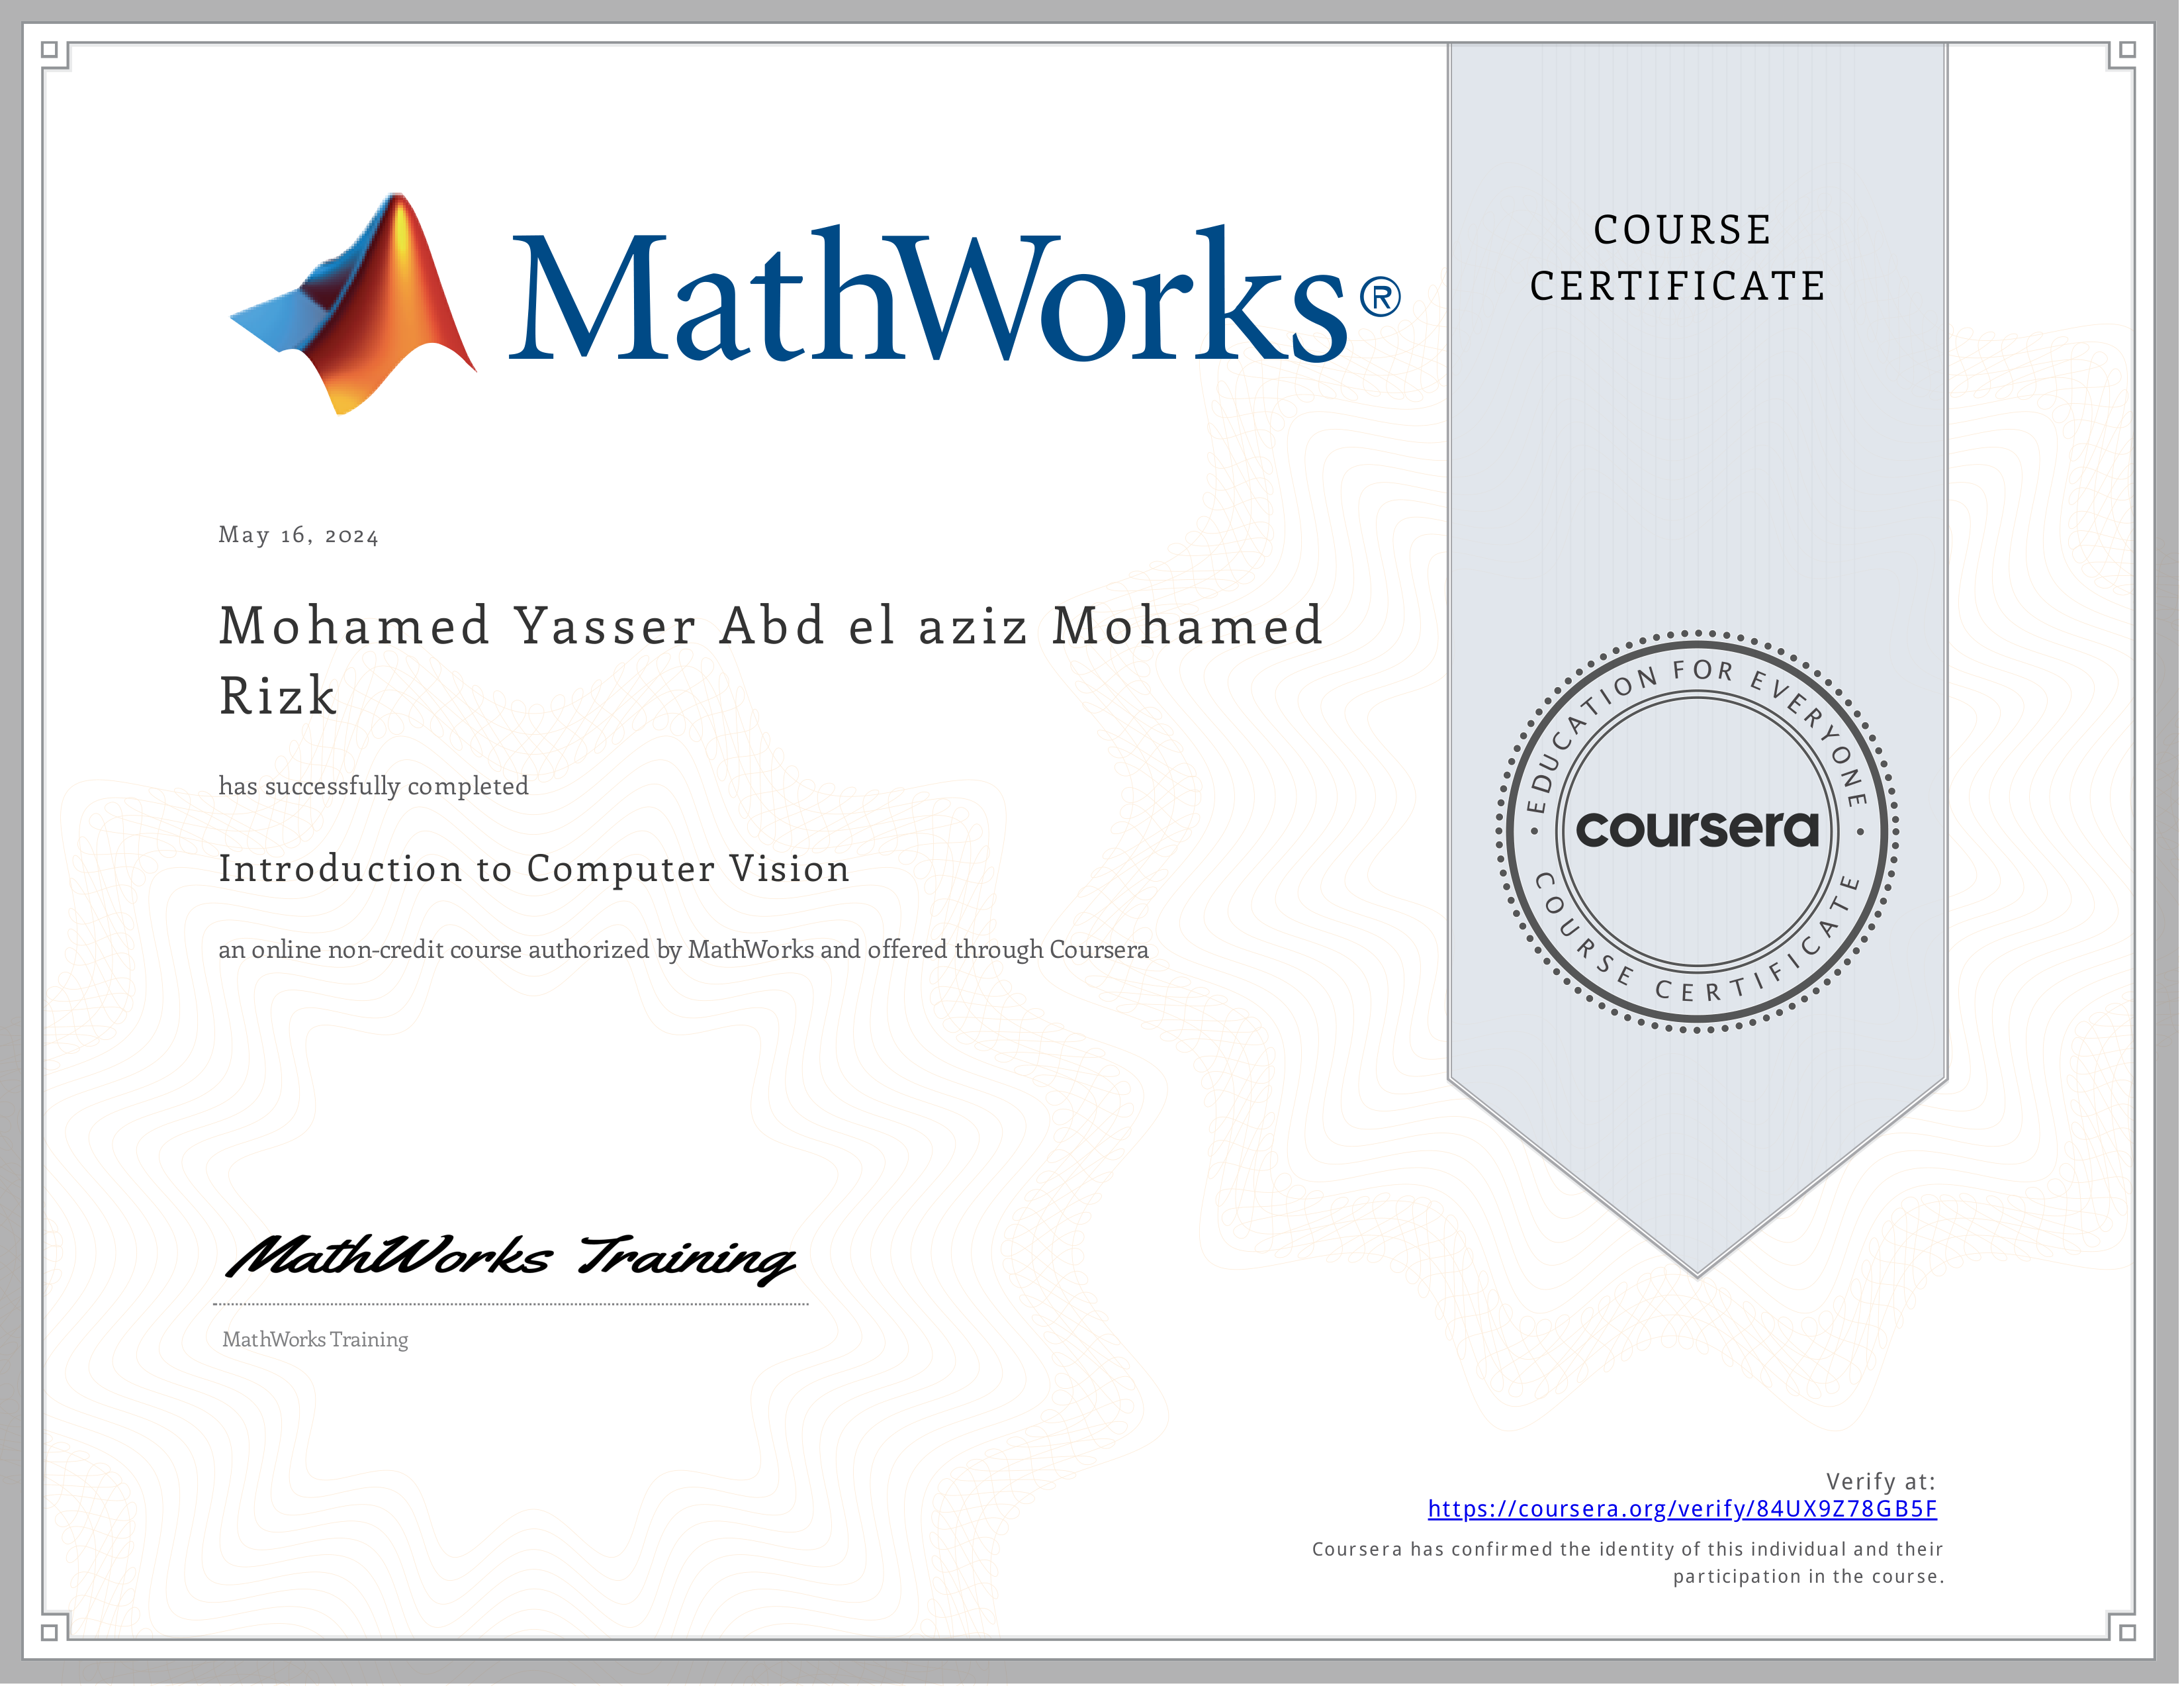 MathWorks®
COURSE
CERTIFICATE
May 16, 2024
Mohamed Yasser Abd el aziz Mohamed
Rizk
has successfully completed
Introduction to Computer Vision
an online non-credit course authorized by MathWorks and offered through Coursera
• EDUCATION FOR EVERYONE •
coursera
COURSE CERTIFICATE
MathWorks Training
MathWorks Training
Verify at:
https://coursera.org/verify/84UX9Z78GB5F
Coursera has confirmed the identity of this individual and their
participation in the course.